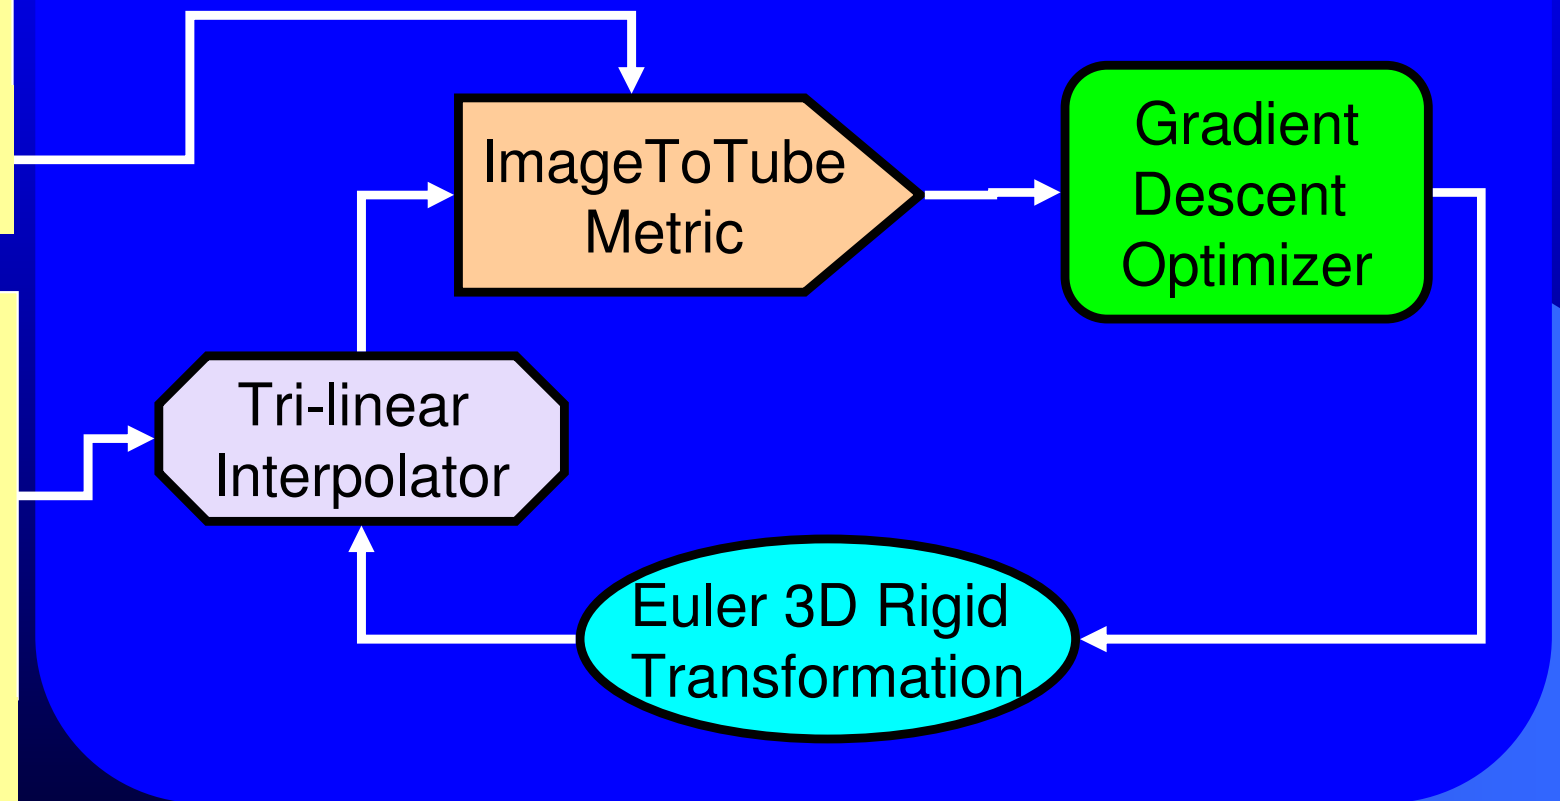 ImageToTube
Metric
Gradient
Descent
Optimizer
Tri-linear
Interpolator
Euler 3D Rigid
Transformation